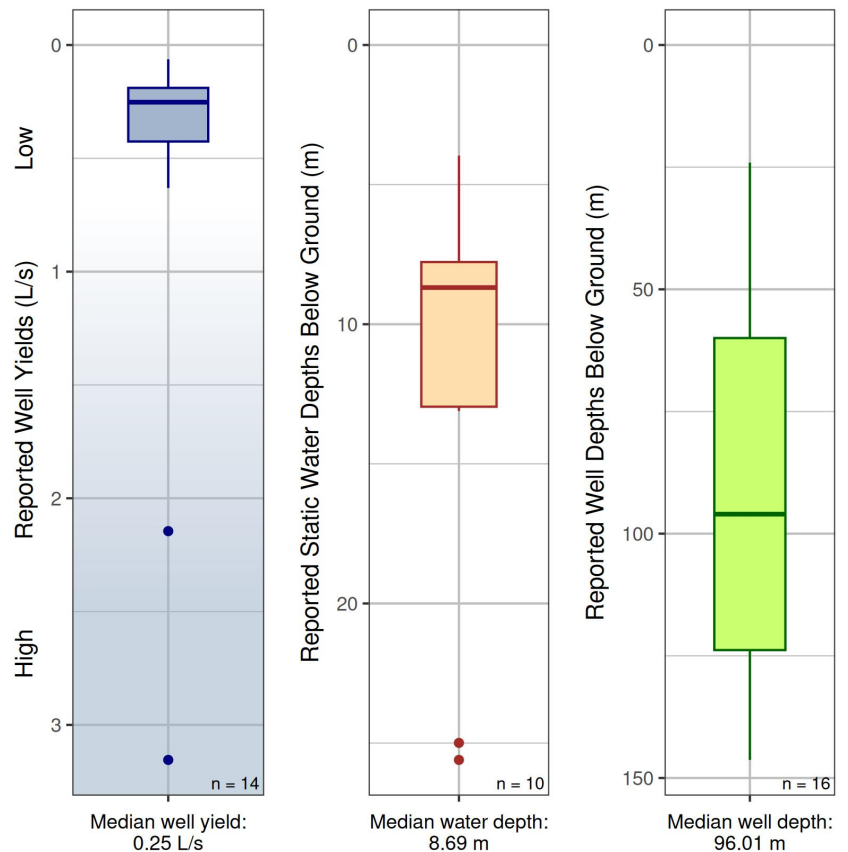 Reported Well Yields (L/s)
Low
High
0
1
2
3
n = 14
Median well yield:
0.25 L/s
Reported Static Water Depths Below Ground (m)
0
10
20
n = 10
Median water depth:
8.69 m
Reported Well Depths Below Ground (m)
0
50
100
150
n = 16
Median well depth:
96.01 m